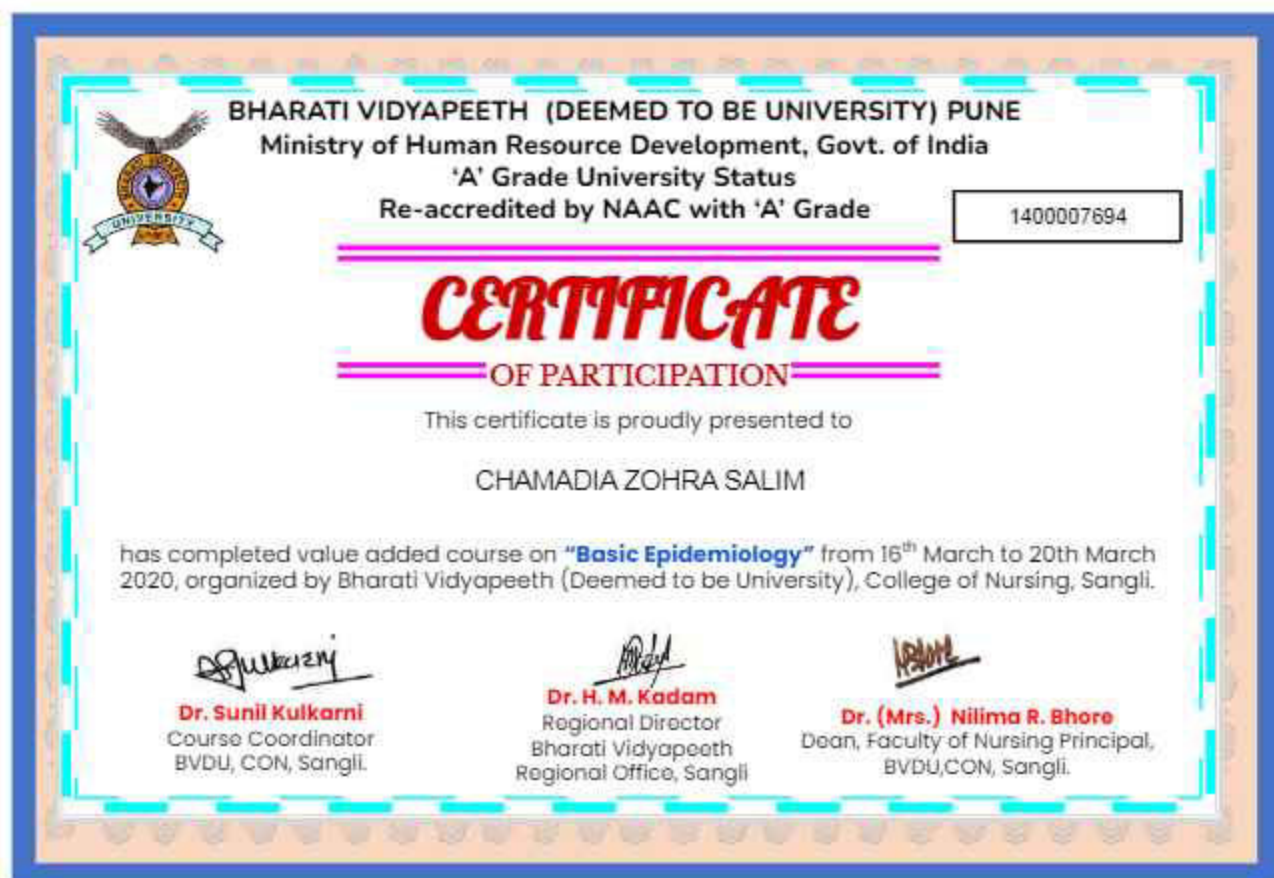 BHARATI VIDYAPEETH (DEEMED TO BE UNIVERSITY) PUNE
Ministry of Human Resource Development, Govt. of India
‘A’ Grade University Status
Re-accredited by NAAC with ‘A’ Grade
1400007694
BHARATI VIDYAPEETH
UNIVERSITY
CERTIFICATE
OF PARTICIPATION
This certificate is proudly presented to
CHAMADIA ZOHRA SALIM
has completed value added course on "Basic Epidemiology" from 16th March to 20th March
2020, organized by Bharati Vidyapeeth (Deemed to be University), College of Nursing, Sangli.
Dr. Sunil Kulkarni
Course Coordinator
BVDU, CON, Sangli.
Dr. H. M. Kadam
Regional Director
Bharati Vidyapeeth
Regional Office, Sangli
Dr. (Mrs.) Nilima R. Bhore
Dean, Faculty of Nursing Principal,
BVDU,CON, Sangli.